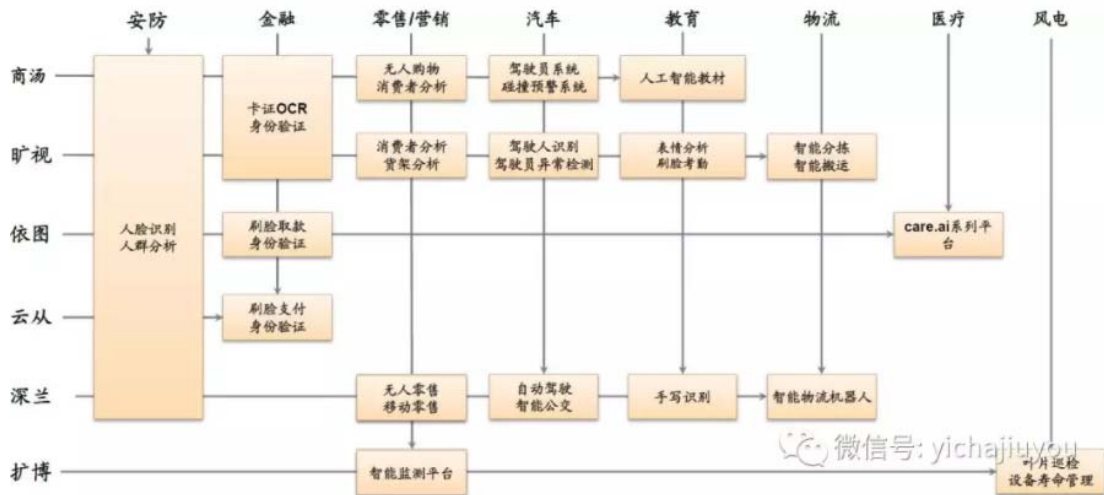 安防
金融
零售/营销
汽车
教育
物流
医疗
风电
商汤
无人购物
消费者分析
驾驶员系统
碰撞预警系统
人工智能教材
卡证OCR
身份验证
旷视
消费者分析
货架分析
驾驶人识别
驾驶员异常检测
表情分析
刷脸考勤
智能分拣
智能搬运
依图
人脸识别
人群分析
刷脸取款
身份验证
care.ai系列平
台
云从
刷脸支付
身份验证
深兰
无人零售
移动零售
自动驾驶
智能公交
手写识别
智能物流机器人
微信号: yichajiuyou
扩博
智能监测平台
叶片巡检
设备寿命管理